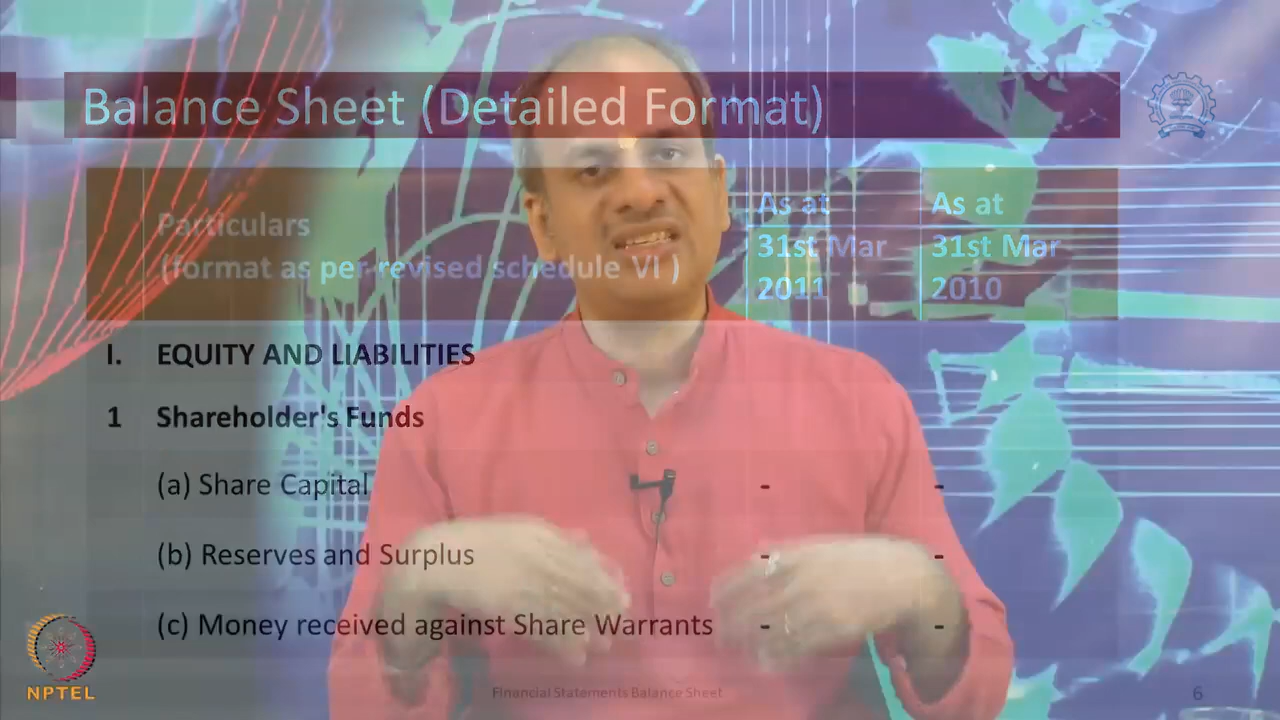 Balance Sheet (Detailed Format)
Particulars
(format as per revised schedule VI )
As at
31st Mar
2011
As at
31st Mar
2010
I. EQUITY AND LIABILITIES
1 Shareholder's Funds
(a) Share Capital - -
(b) Reserves and Surplus - -
(c) Money received against Share Warrants - -
NPTEL
Financial Statements Balance Sheet
6